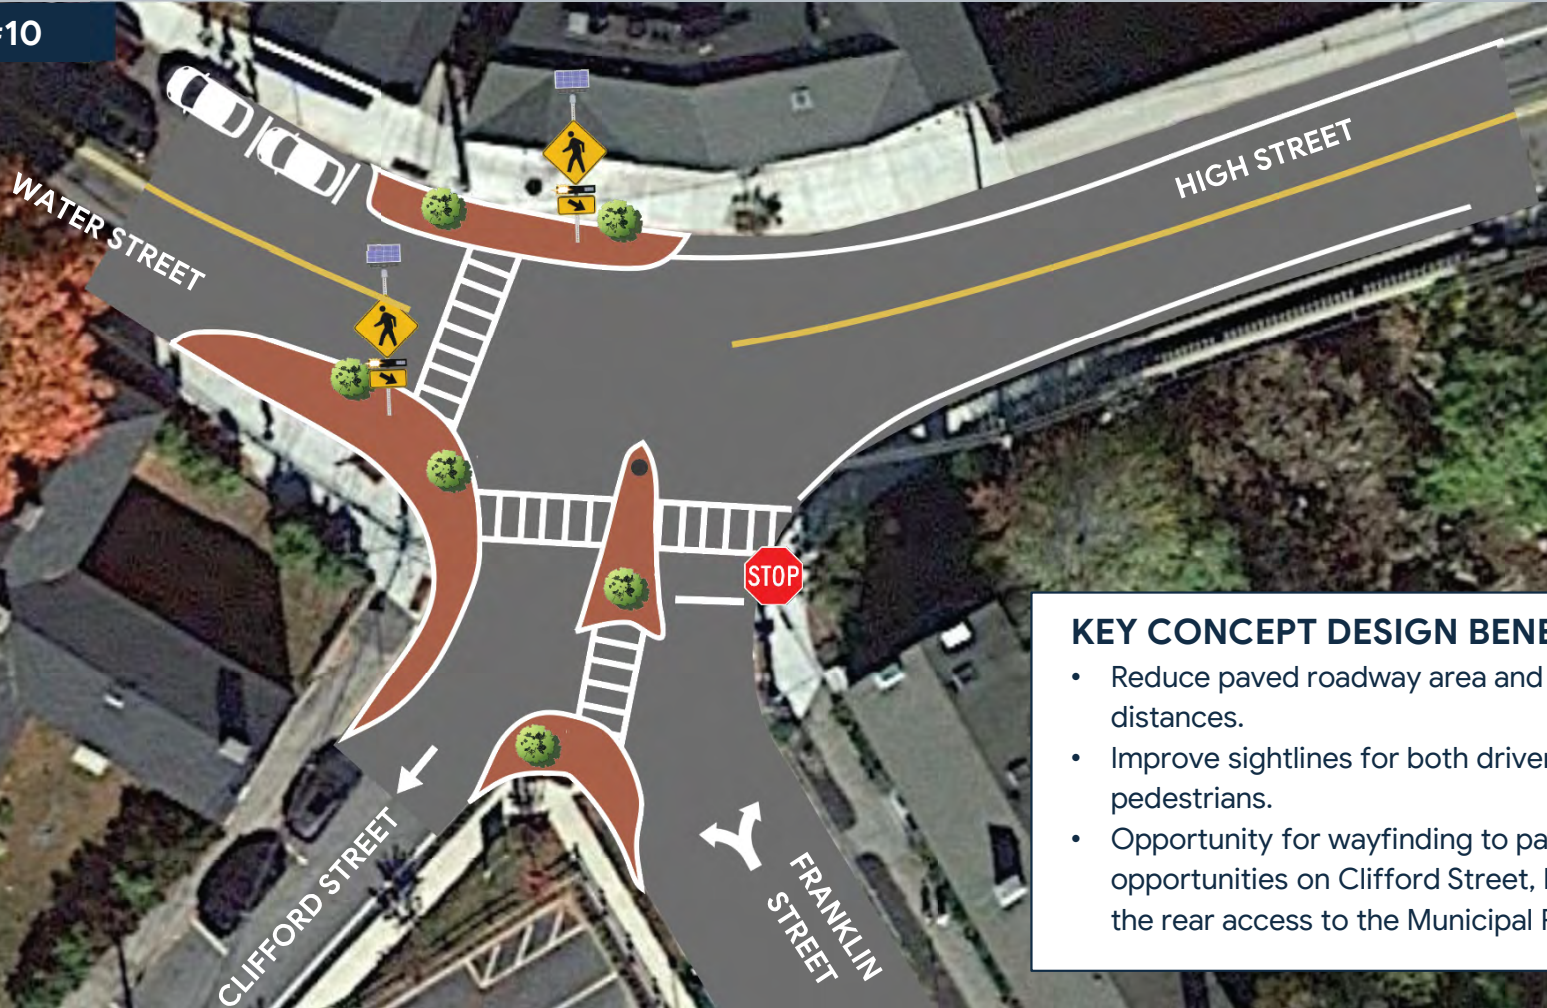 #10
WATER STREET
HIGH STREET
STOP
CLIFFORD STREET
FRANKLIN
STREET
KEY CONCEPT DESIGN BENE
• Reduce paved roadway area and
distances.
• Improve sightlines for both driver
pedestrians.
• Opportunity for wayfinding to pa
opportunities on Clifford Street,
the rear access to the Municipal